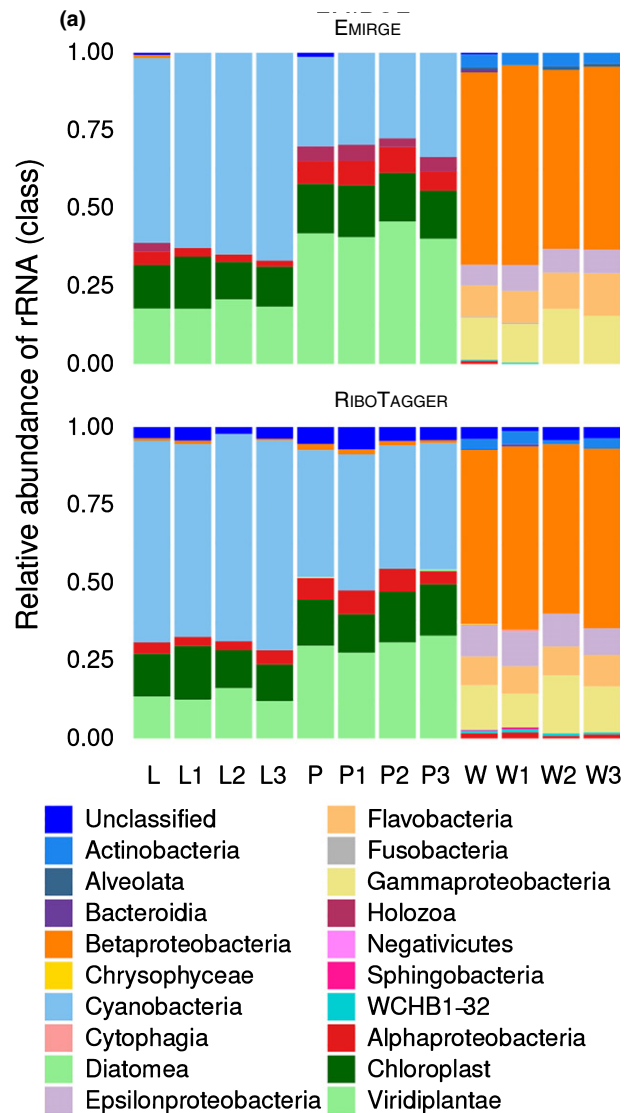 (a)
EMIRGE
1.00
0.75
0.50
0.25
0.00
Relative abundance of rRNA (class)
RIBOTAGGER
1.00
0.75
0.50
0.25
0.00
L L1 L2 L3 P P1 P2 P3 W W1 W2 W3
Unclassified
Actinobacteria
Alveolata
Bacteroidia
Betaproteobacteria
Chrysophyceae
Cyanobacteria
Cytophagia
Diatomea
Epsilonproteobacteria
Flavobacteria
Fusobacteria
Gammaproteobacteria
Holozoa
Negativicutes
Sphingobacteria
WCHB1-32
Alphaproteobacteria
Chloroplast
Viridiplantae